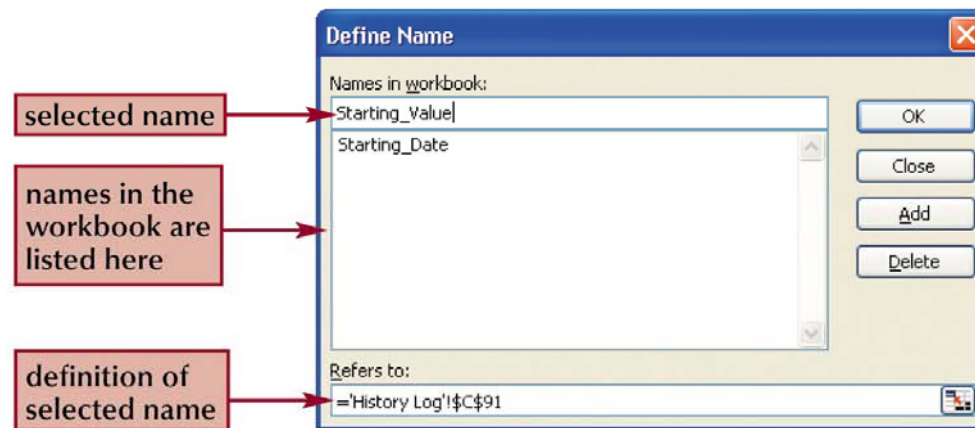 Define Name
Names in workbook:
selected name
Starting_Value
OK
Starting_Date
Close
names in the
workbook are
listed here
Add
Delete
Refers to:
definition of
selected name
='History Log'!$C$91